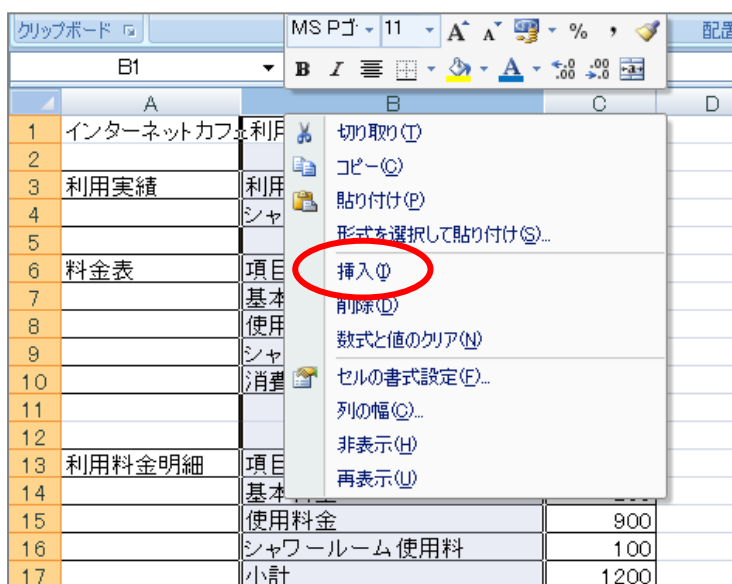 クリップボード
MS Pゴ 11 A A % , 配
B I A .00 .00 a
B1
A B C D
1 インターネットカフェ利用
2
3 利用実績 利用
4 シャ
5
6 料金表 項目
7 基本
8 使用
9 シャ
10 消費
11
12
13 利用料金明細 項目
14 基本
15 使用料金 900
16 シャワールーム使用料 100
17 小計 1200
切り取り(T)
コピー(C)
貼り付け(P)
形式を選択して貼り付け(S)...
挿入(I)
削除(D)
数式と値のクリア(N)
セルの書式設定(F)...
列の幅(C)...
非表示(H)
再表示(U)